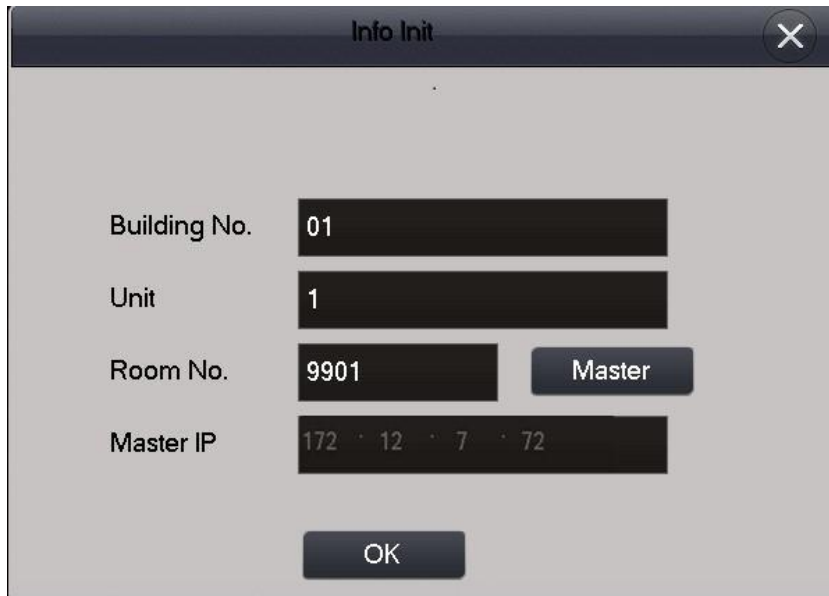 Info Init
Building No. 01
Unit 1
Room No. 9901 Master
Master IP 172 . 12 . 7 . 72
OK